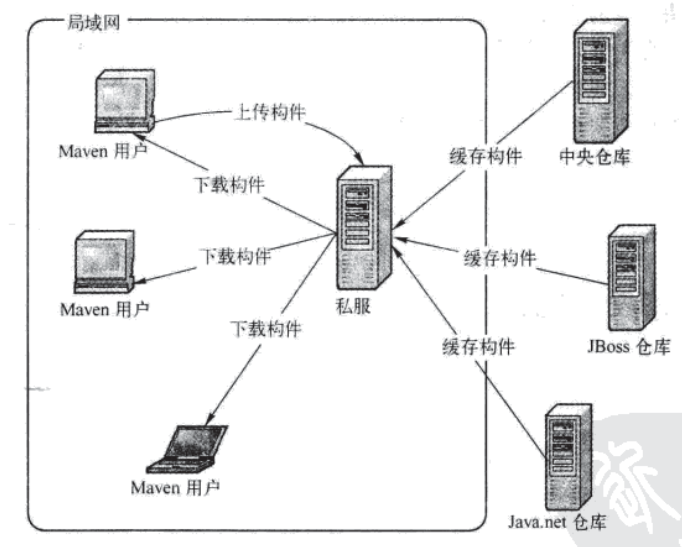 局域网
上传构件
Maven 用户
缓存构件
中央仓库
下载构件
下载构件
缓存构件
Maven 用户
私服
下载构件
缓存构件
JBoss 仓库
Maven 用户
Java.net 仓库